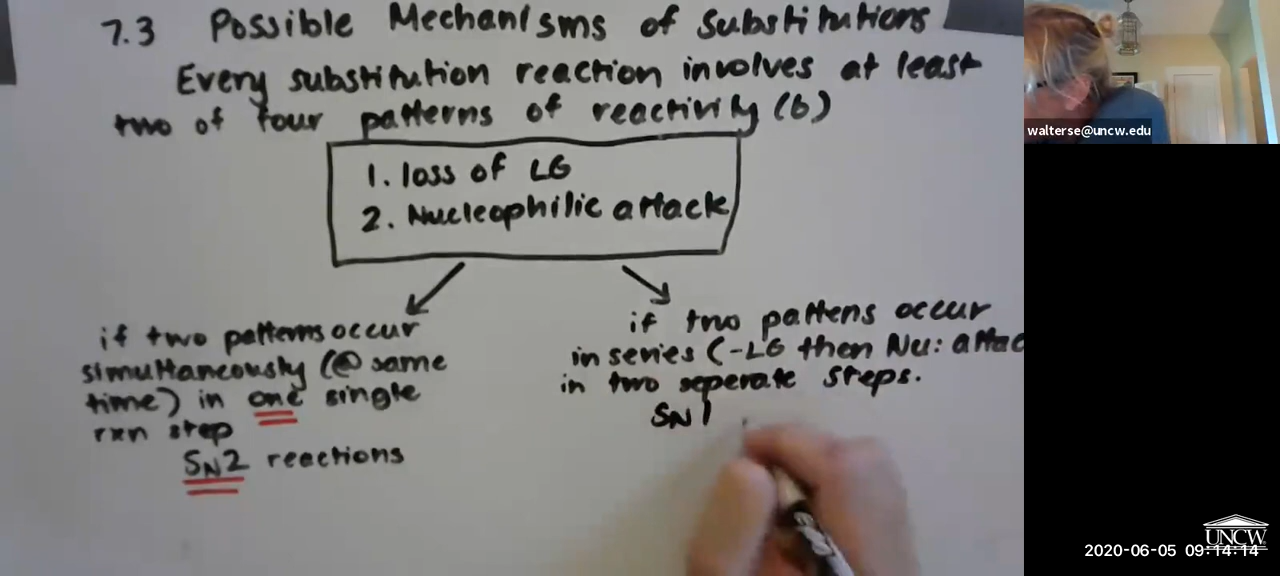 7.3 Possible Mechanisms of Substitutions
Every substitution reaction involves at least
two of four patterns of reactivity (6)
1. loss of LG
2. Nucleophilic attack
if two patterns occur
simultaneously (@ same
time) in one single
rxn step
SN2 reactions
if two pattens occur
in series (-LG then Nu: attac
in two seperate steps.
SN1
walterse@uncw.edu
UNCW
2020-06-05 09:14:14